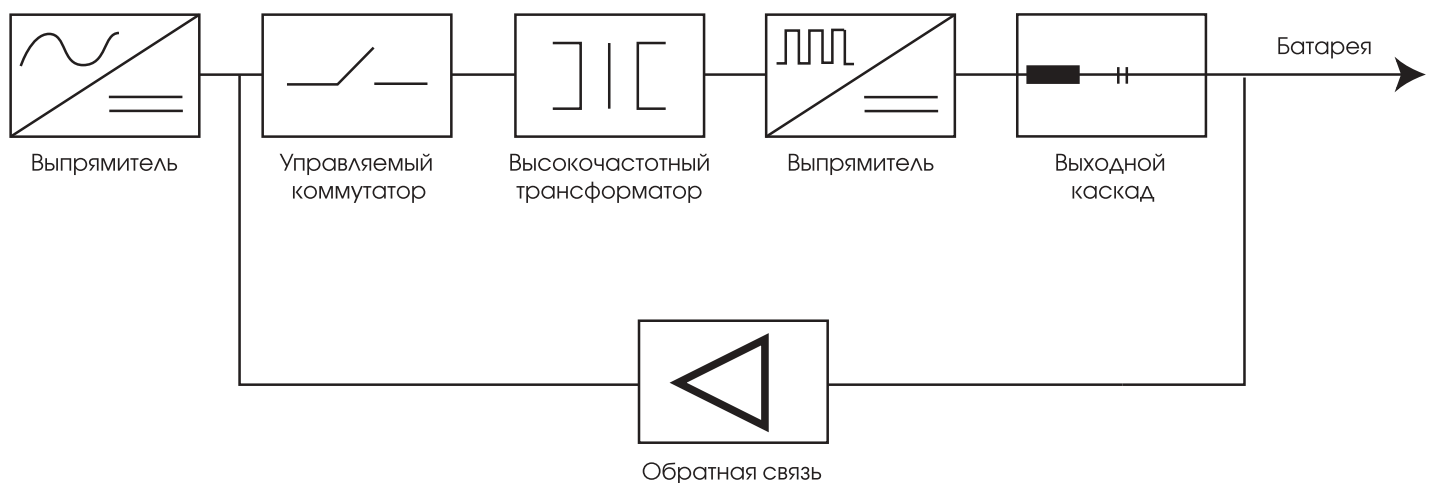 Батарея
Выпрямитель
Управляемый
коммутатор
Высокочастотный
трансформатор
Выпрямитель
Выходной
каскад
Обратная связь